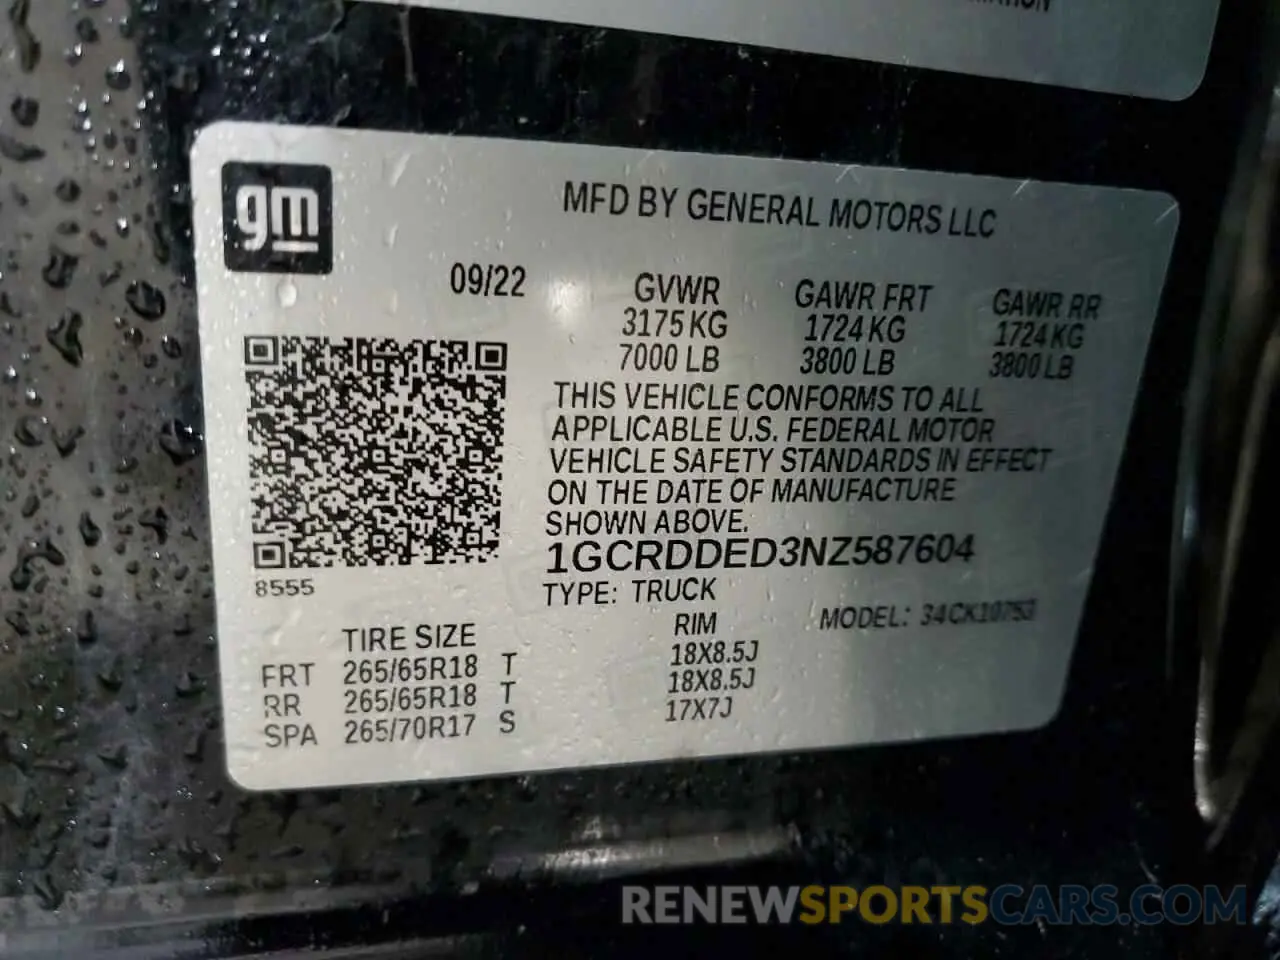 gm
MFD BY GENERAL MOTORS LLC
09/22 GVWR GAWR FRT GAWR RR
3175 KG 1724 KG 1724 KG
7000 LB 3800 LB 3800 LB
THIS VEHICLE CONFORMS TO ALL
APPLICABLE U.S. FEDERAL MOTOR
VEHICLE SAFETY STANDARDS IN EFFECT
ON THE DATE OF MANUFACTURE
SHOWN ABOVE.
1GCRDDED3NZ587604
8555
TYPE: TRUCK MODEL: 34CK10753
TIRE SIZE RIM
FRT 265/65R18 T 18X8.5J
RR 265/65R18 T 18X8.5J
SPA 265/70R17 S 17X7J
RENEWSPORTSCARS.COM